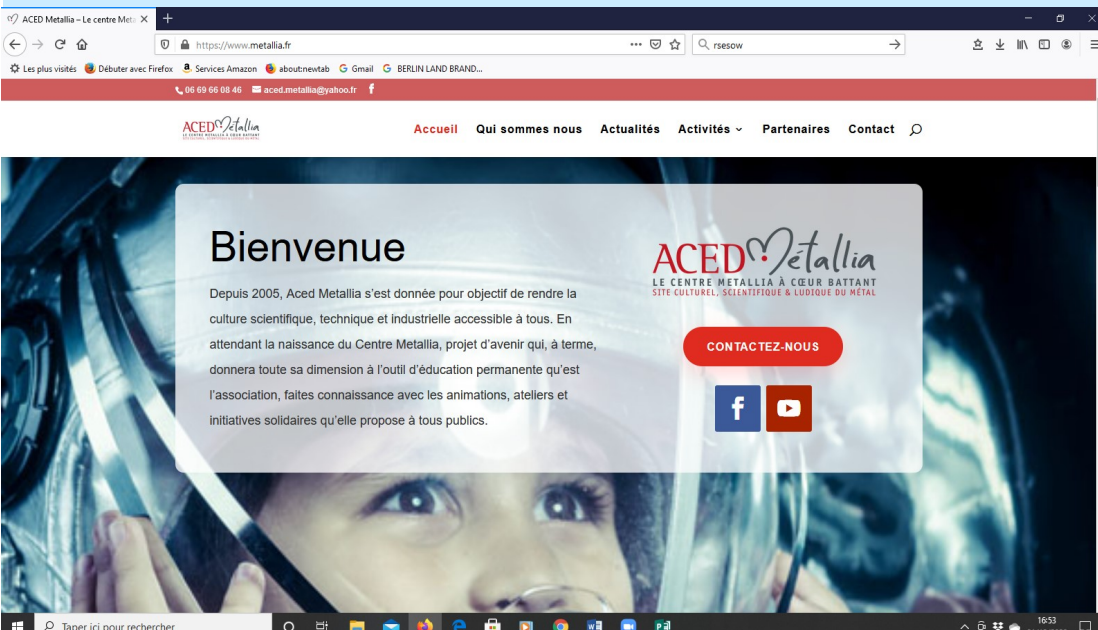 ACED Metallia – Le centre Meta
https://www.metallia.fr
rsesow
Les plus visités Débuter avec Firefox Services Amazon about:newtab Gmail BERLIN LAND BRAND...
06 69 66 08 46 aced.metallia@yahoo.fr
ACED Métallia
Accueil Qui sommes nous Actualités Activités Partenaires Contact
Bienvenue
Depuis 2005, Aced Metallia s’est donnée pour objectif de rendre la
culture scientifique, technique et industrielle accessible à tous. En
attendant la naissance du Centre Metallia, projet d’avenir qui, à terme,
donnera toute sa dimension à l’outil d’éducation permanente qu’est
l’association, faites connaissance avec les animations, ateliers et
initiatives solidaires qu’elle propose à tous publics.
ACED Métallia
LE CENTRE METALLIA À CŒUR BATTANT
SITE CULTUREL, SCIENTIFIQUE & LUDIQUE DU MÉTAL
CONTACTEZ-NOUS
Taper ici pour rechercher
16:53